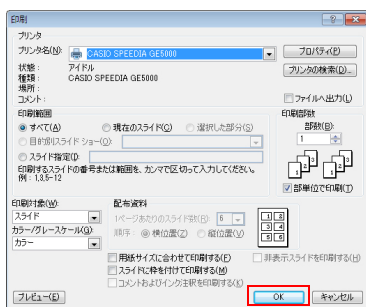 印刷
プリンタ
プリンタ名(N): CASIO SPEEDIA GE5000 プロパティ(P)
状態： アイドル
種類： CASIO SPEEDIA GE5000 プリンタの検索(D)...
場所：
コメント： ファイルへ出力(L)
印刷範囲 印刷部数
すべて(A) 現在のスライド(C) 選択した部分(S) 部数(B):
目的別スライド ショー(O): 1
スライド指定(I):
印刷するスライドの番号または範囲を、カンマで区切って入力してください。
例：1,3,5-12
部単位で印刷(T)
印刷対象(W): 配布資料
スライド 1ページあたりのスライド数(R): 6
カラー/グレースケール(G): 順序： 横位置(Z) 縦位置(V)
カラー
用紙サイズに合わせて印刷する(F) 非表示スライドを印刷する(H)
スライドに枠を付けて印刷する(M)
コメントおよびインク注釈を印刷する(K)
プレビュー(E) OK キャンセル